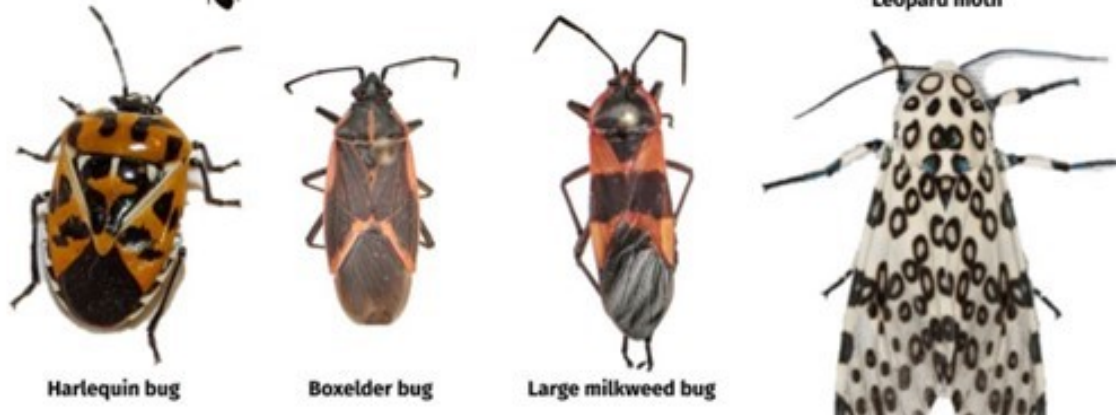 Leopard moth
Harlequin bug
Boxelder bug
Large milkweed bug